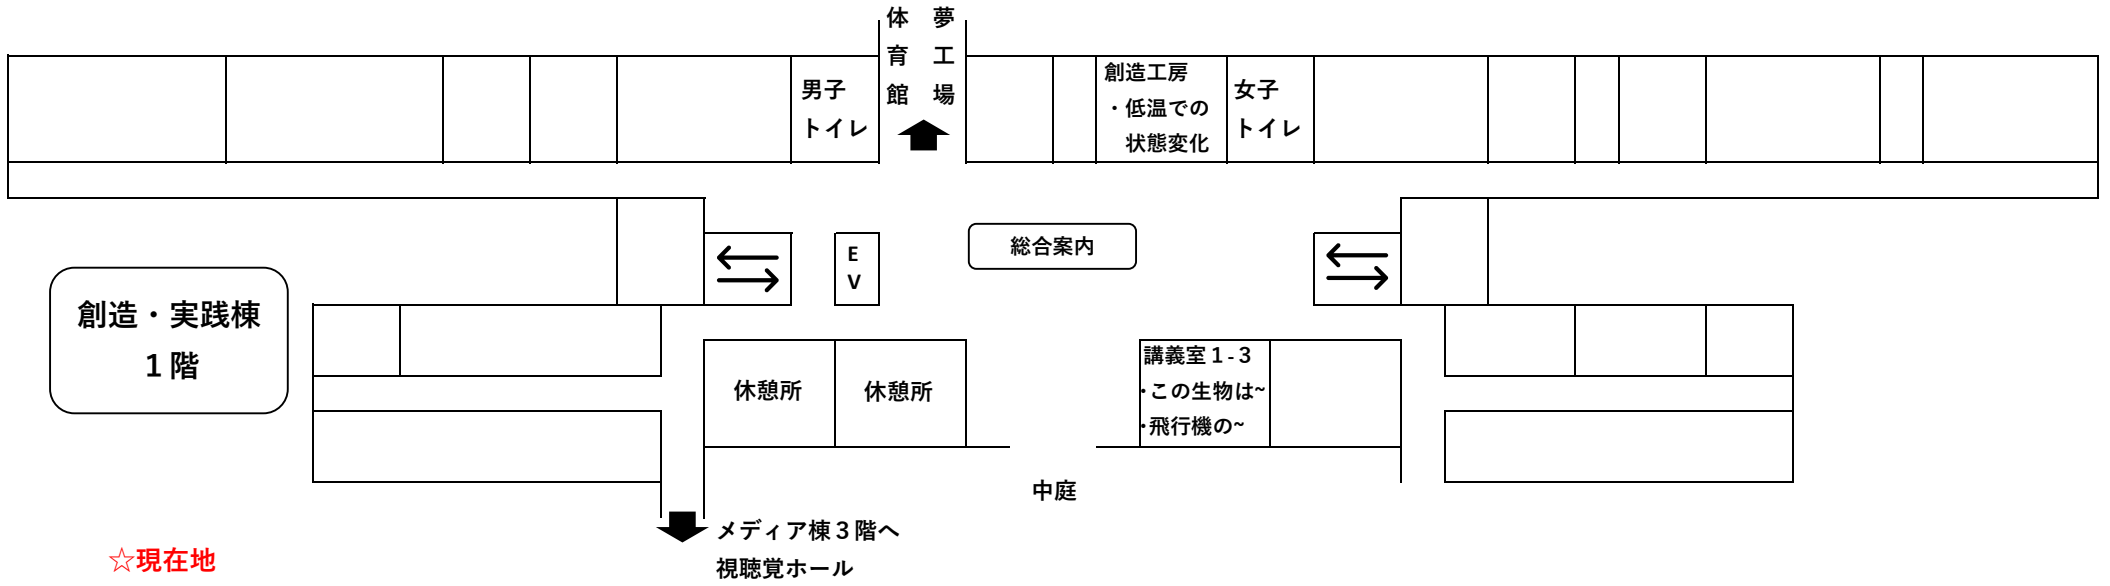 体育館
夢工場
男子
トイレ
創造工房
・低温での
状態変化
女子
トイレ
総合案内
EV
創造・実践棟
1階
休憩所
休憩所
講義室1-3
・この生物は~
・飛行機の~
中庭
メディア棟3階へ
視聴覚ホール
☆現在地